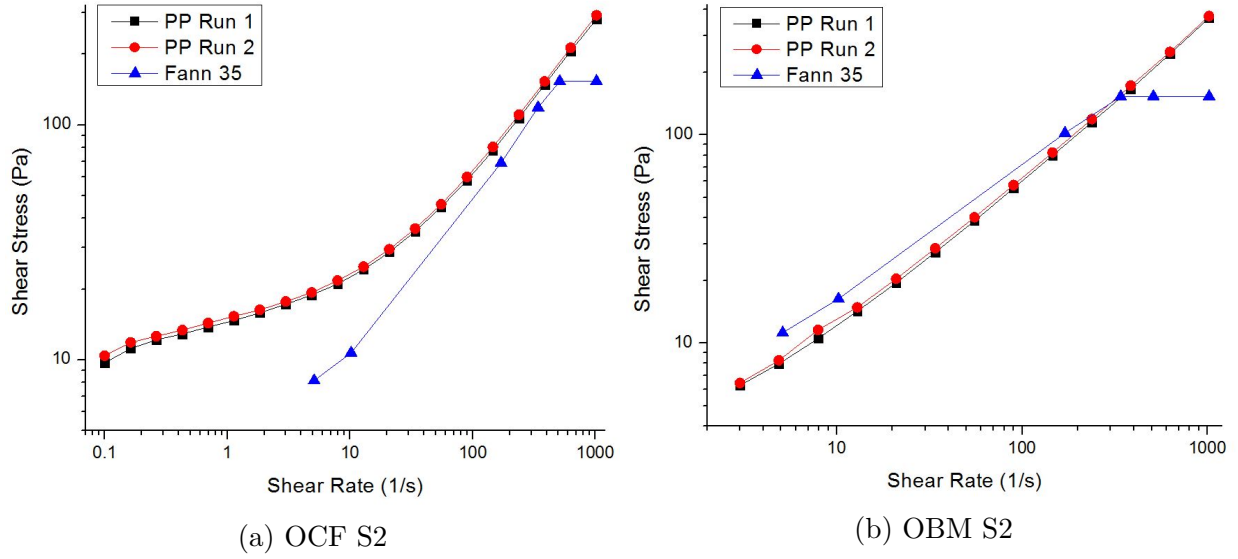 PP Run 1
PP Run 2
Fann 35
Shear Stress (Pa)
100
10
0.1 1 10 100 1000
Shear Rate (1/s)
(a) OCF S2
PP Run 1
PP Run 2
Fann 35
Shear Stress (Pa)
100
10
10 100 1000
Shear Rate (1/s)
(b) OBM S2